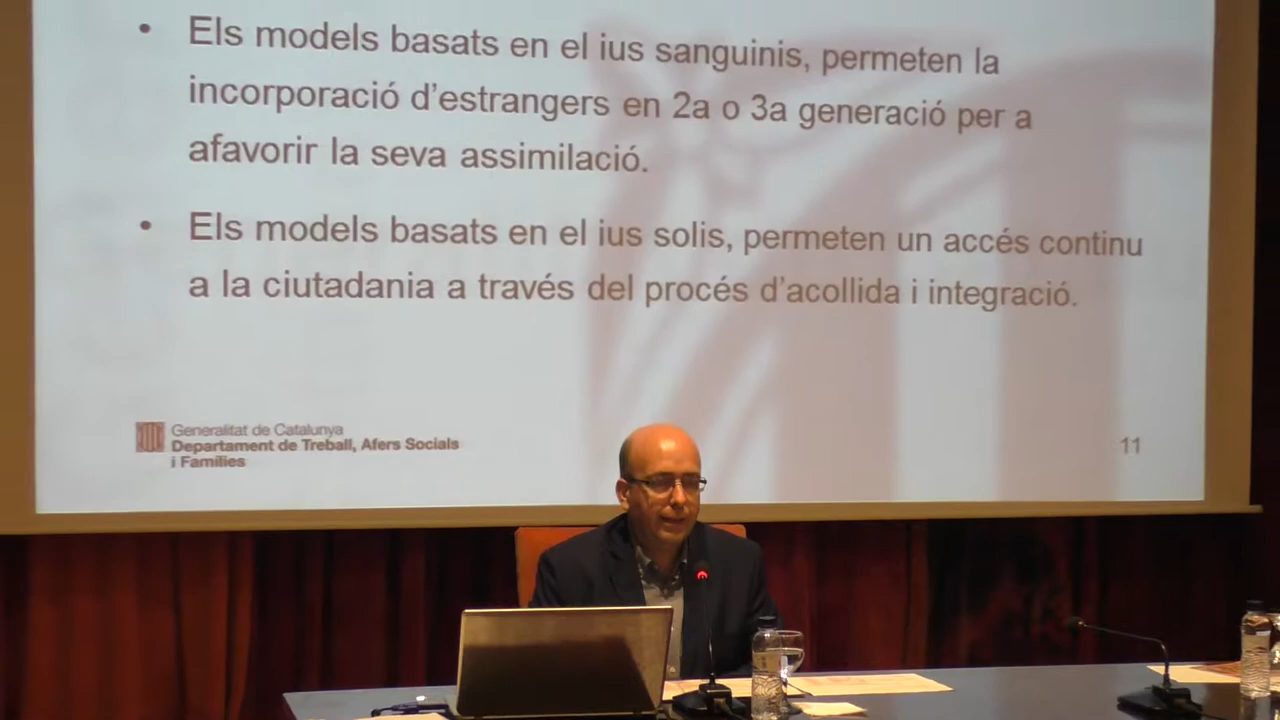 • Els models basats en el ius sanguinis, permeten la
incorporació d'estrangers en 2a o 3a generació per a
afavorir la seva assimilació.
• Els models basats en el ius solis, permeten un accés continu
a la ciutadania a través del procés d'acollida i integració.
Generalitat de Catalunya
Departament de Treball, Afers Socials
i Famílies
11